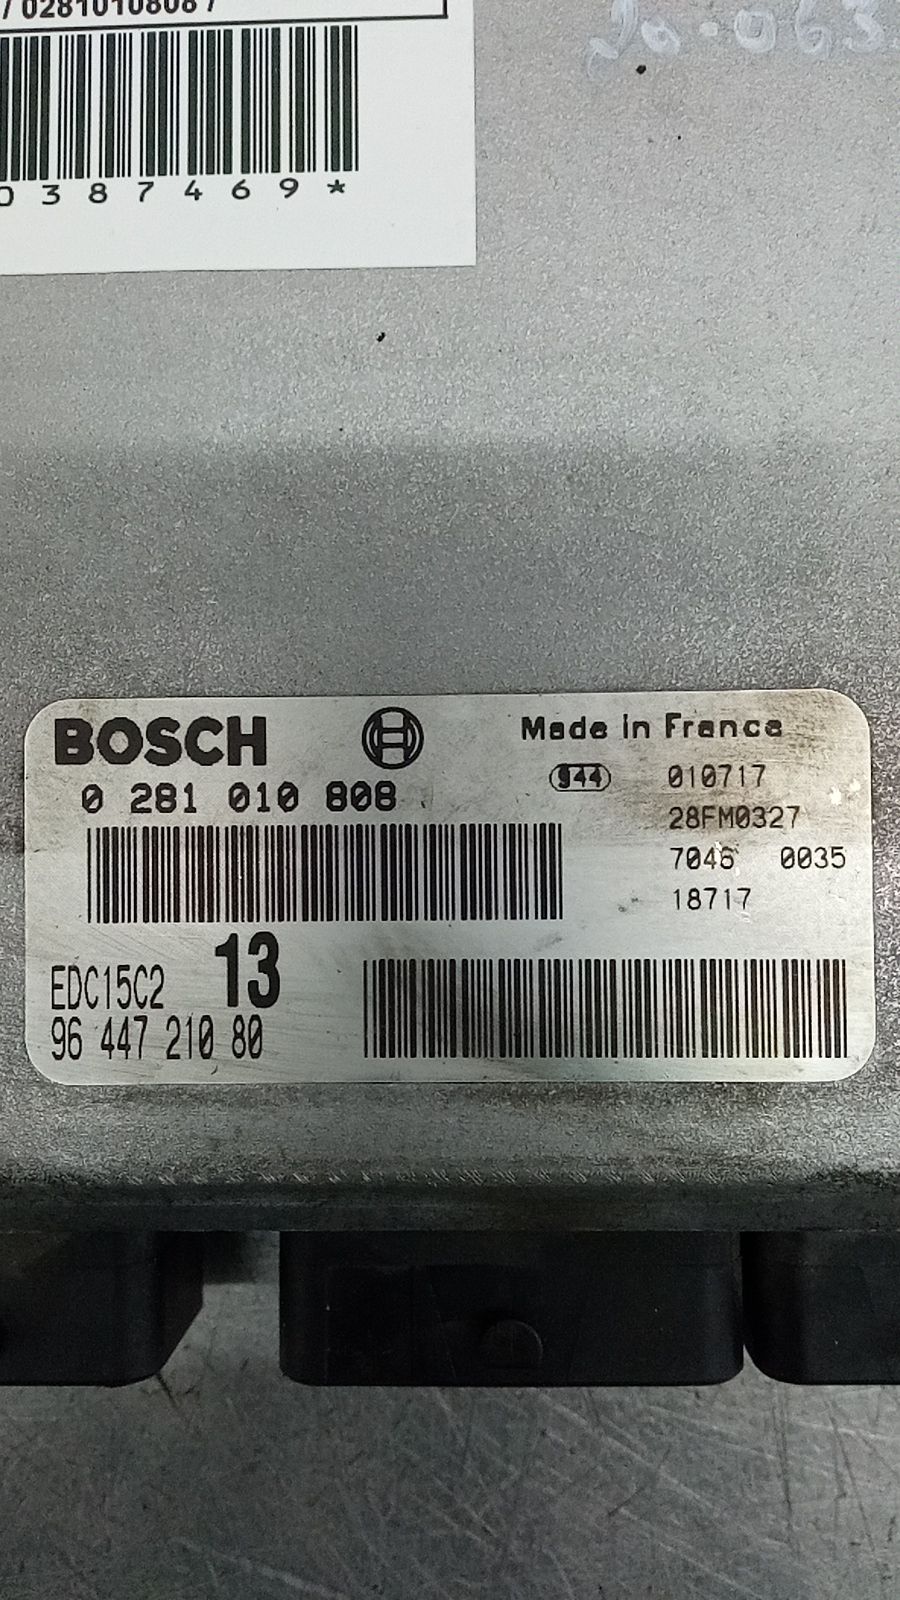 / 0281010808 /
0 3 8 7 4 6 9 *
BOSCH
Made in France
0 281 010 808
944
010717
28FM0327
7046 0035
18717
EDC15C2 13
96 447 210 80